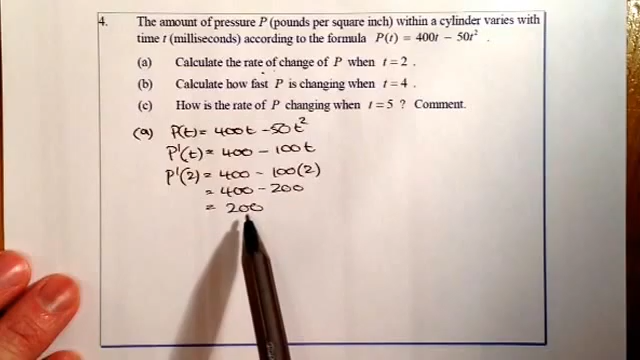 4. The amount of pressure P (pounds per square inch) within a cylinder varies with
time t (milliseconds) according to the formula P(t) = 400t − 50t² .
(a) Calculate the rate of change of P when t = 2 .
(b) Calculate how fast P is changing when t = 4 .
(c) How is the rate of P changing when t = 5 ? Comment.
(a) P(t) = 400t − 50t²
P'(t) = 400 − 100t
P'(2) = 400 − 100(2)
= 400 − 200
= 200